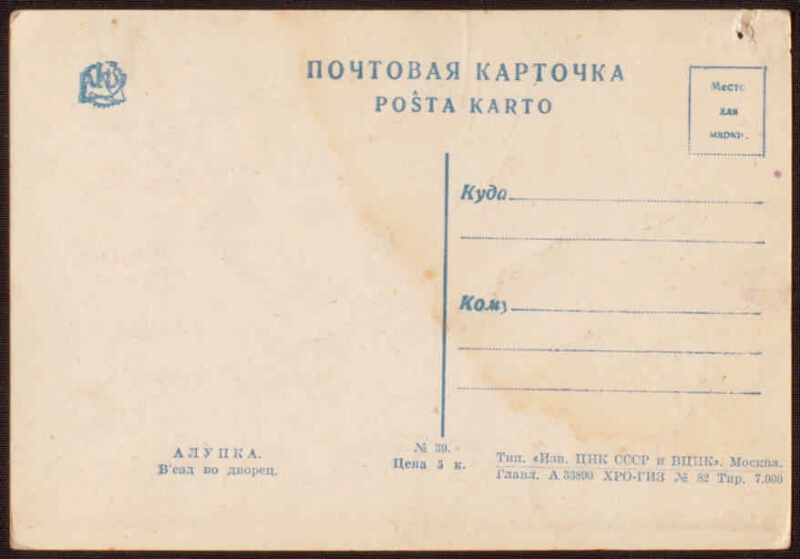 ПОЧТОВАЯ КАРТОЧКА
POŜTA KARTO
Место
для
марки.
Куда
Кому
АЛУПКА.
В'езд во дворец.
№ 39.
Цена 5 к.
Тип. «Изв. ЦИК СССР и ВЦИК». Москва.
Главл. А 33890 ХРО-ГИЗ № 82 Тир. 7.000